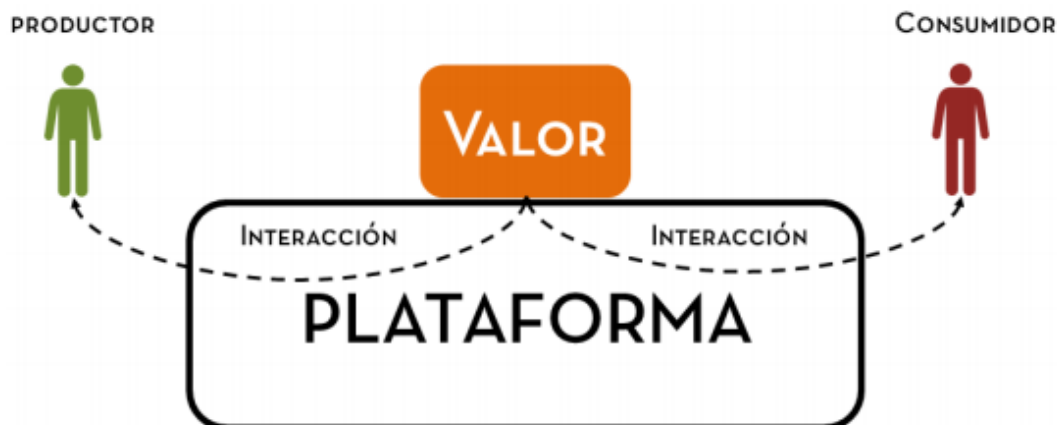 PRODUCTOR
CONSUMIDOR
VALOR
INTERACCIÓN
INTERACCIÓN
PLATAFORMA